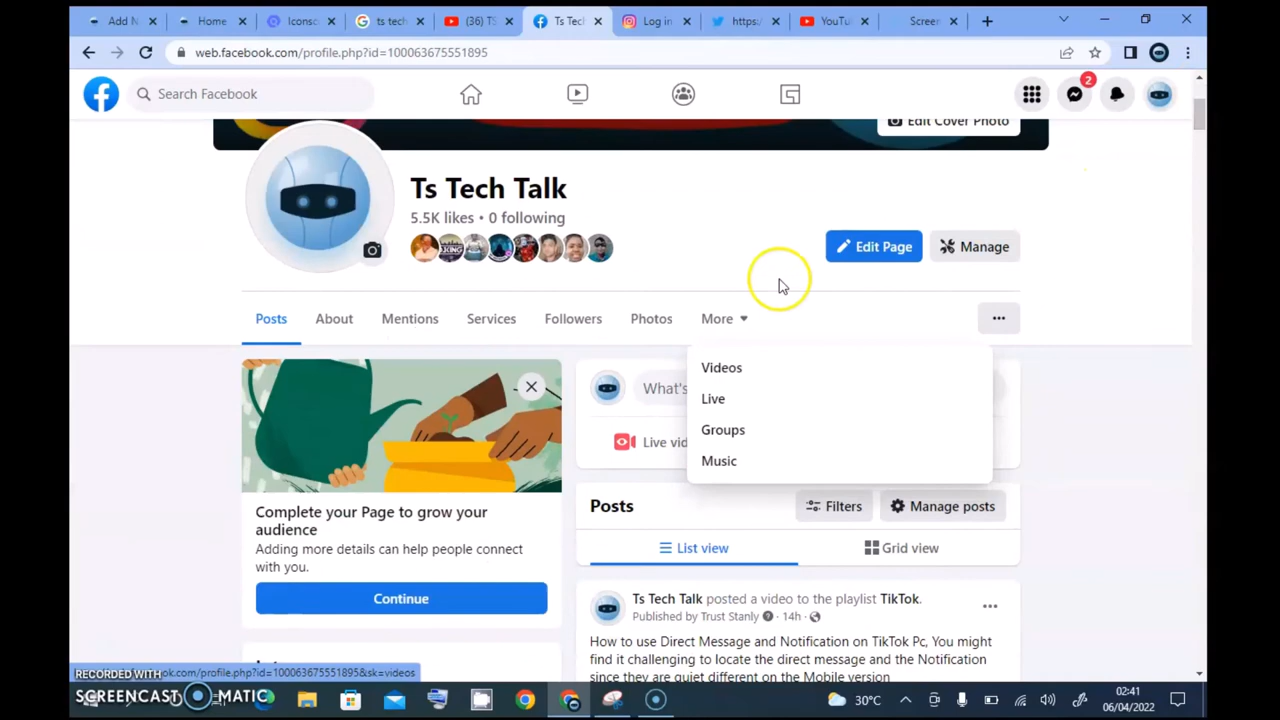 Add N
Home
Iconsc
ts tech
(36) TS
Ts Tech
Log in
https:/
YouTu
Screen
web.facebook.com/profile.php?id=100063675551895
Search Facebook
2
Edit Cover Photo
Ts Tech Talk
5.5K likes • 0 following
Edit Page
Manage
Posts
About
Mentions
Services
Followers
Photos
More
Videos
Live
Groups
Music
What's
Live vid
Complete your Page to grow your
audience
Adding more details can help people connect
with you.
Continue
Posts
Filters
Manage posts
List view
Grid view
Ts Tech Talk posted a video to the playlist TikTok.
Published by Trust Stanly
· 14h ·
How to use Direct Message and Notification on TikTok Pc, You might
find it challenging to locate the direct message and the Notification
since they are quiet different on the Mobile version
RECORDED WITH
ok.com/profile.php?id=100063675551895&sk=videos
SCREENCAST MATIC
30°C
02:41
06/04/2022